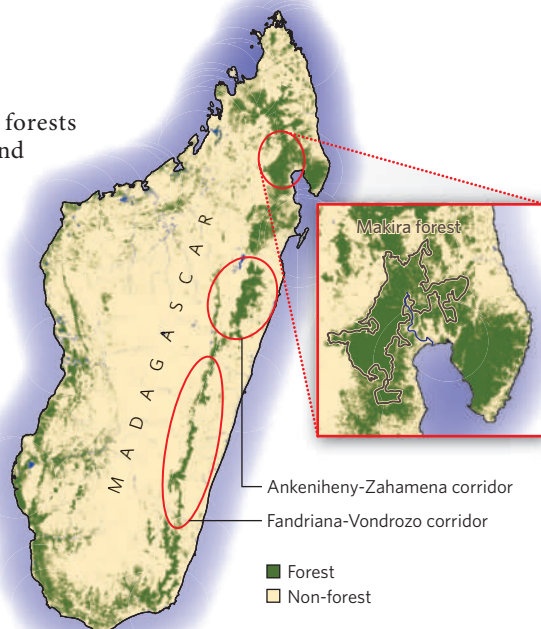 forests
nd
MADAGASCAR
Makira forest
Ankeniheny-Zahamena corridor
Fandriana-Vondrozo corridor
Forest
Non-forest